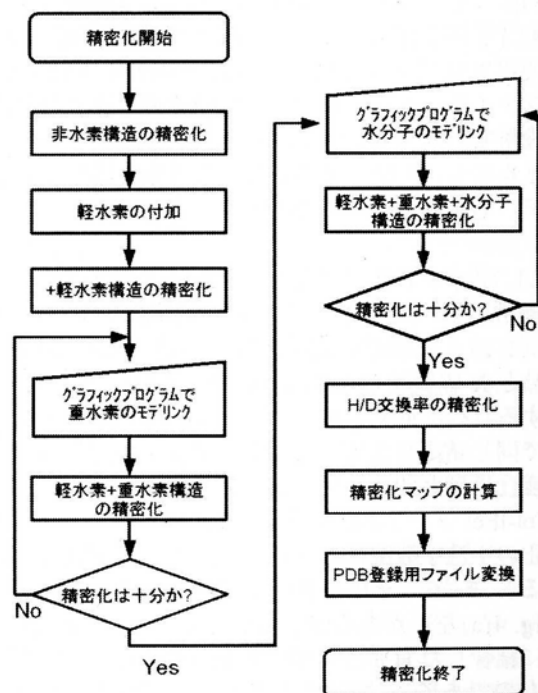 精密化開始
非水素構造の精密化
軽水素の付加
+軽水素構造の精密化
グラフィックプログラムで
重水素のモデリンク
軽水素+重水素構造
の精密化
精密化は十分か?
No
Yes
グラフィックプログラムで
水分子のモデリンク
軽水素+重水素+水分子
構造の精密化
精密化は十分か?
No
Yes
H/D交換率の精密化
精密化マップの計算
PDB登録用ファイル変換
精密化終了